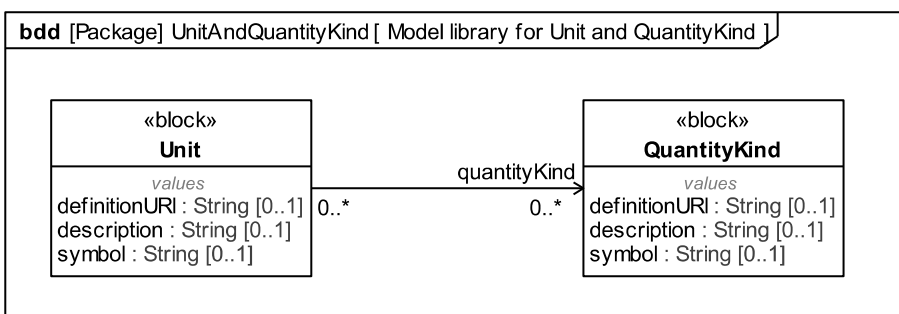 bdd [Package] UnitAndQuantityKind [ Model library for Unit and QuantityKind ]
«block»
Unit
values
definitionURI : String [0..1]
description : String [0..1]
symbol : String [0..1]
quantityKind
0..*
0..*
«block»
QuantityKind
values
definitionURI : String [0..1]
description : String [0..1]
symbol : String [0..1]